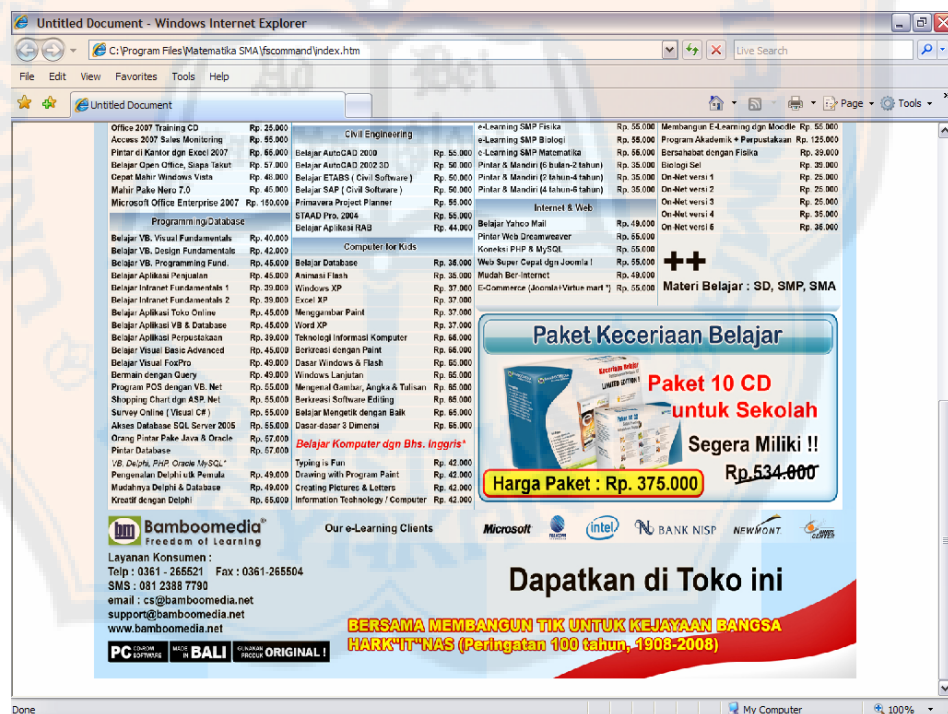 Untitled Document - Windows Internet Explorer
C:\Program Files\Matematika SMA\fscommand\index.htm
Live Search
File Edit View Favorites Tools Help
Untitled Document
Page Tools
Office 2007 Training CD Rp. 25.000
Access 2007 Sales Monitoring Rp. 55.000
Pintar di Kantor dgn Excel 2007 Rp. 55.000
Belajar Open Office, Siapa Takut Rp. 57.000
Cepat Mahir Windows Vista Rp. 48.000
Mahir Pake Nero 7.0 Rp. 45.000
Microsoft Office Enterprise 2007 Rp. 150.000
Programming/Database
Belajar VB. Visual Fundamentals Rp. 40.000
Belajar VB. Design Fundamentals Rp. 42.000
Belajar VB. Programming Fund. Rp. 45.000
Belajar Aplikasi Penjualan Rp. 45.000
Belajar Intranet Fundamentals 1 Rp. 39.000
Belajar Intranet Fundamentals 2 Rp. 39.000
Belajar Aplikasi Toko Online Rp. 45.000
Belajar Aplikasi VB & Database Rp. 45.000
Belajar Aplikasi Perpustakaan Rp. 39.000
Belajar Visual Basic Advanced Rp. 45.000
Belajar Visual FoxPro Rp. 49.000
Bermain dengan Query Rp. 49.000
Program POS dengan VB. Net Rp. 55.000
Shopping Chart dgn ASP. Net Rp. 55.000
Survey Online ( Visual C# ) Rp. 55.000
Akses Database SQL Server 2005 Rp. 55.000
Orang Pintar Pake Java & Oracle Rp. 57.000
Pintar Database Rp. 57.000
"VB, Delphi, PHP, Oracle MySQL"
Pengenalan Delphi utk Pemula Rp. 49.000
Mudahnya Delphi & Database Rp. 49.000
Kreatif dengan Delphi Rp. 55.000
Civil Engineering
Belajar AutoCAD 2000 Rp. 55.000
Belajar AutoCAD 2002 3D Rp. 50.000
Belajar ETABS ( Civil Software ) Rp. 50.000
Belajar SAP ( Civil Software ) Rp. 50.000
Primavera Project Planner Rp. 55.000
STAAD Pro. 2004 Rp. 55.000
Belajar Aplikasi RAB Rp. 44.000
Computer for Kids
Belajar Database Rp. 35.000
Animasi Flash Rp. 35.000
Windows XP Rp. 37.000
Excel XP Rp. 37.000
Menggambar Paint Rp. 37.000
Word XP Rp. 37.000
Teknologi Informasi Komputer Rp. 55.000
Berkreasi dengan Paint Rp. 55.000
Dasar Windows & Flash Rp. 55.000
Windows Lanjutan Rp. 55.000
Mengenal Gambar, Angka & Tulisan Rp. 55.000
Berkreasi Software Editing Rp. 55.000
Belajar Mengetik dengan Baik Rp. 55.000
Dasar-dasar 3 Dimensi Rp. 55.000
Belajar Komputer dgn Bhs. Inggris*
Typing is Fun Rp. 42.000
Drawing with Program Paint Rp. 42.000
Creating Pictures & Letters Rp. 42.000
Information Technology / Computer Rp. 42.000
e-Learning SMP Fisika Rp. 55.000
e-Learning SMP Biologi Rp. 55.000
e-Learning SMP Matematika Rp. 55.000
Pintar & Mandiri (6 bulan-2 tahun) Rp. 35.000
Pintar & Mandiri (2 tahun-4 tahun) Rp. 35.000
Pintar & Mandiri (4 tahun-6 tahun) Rp. 35.000
Internet & Web
Belajar Yahoo Mail Rp. 49.000
Pintar Web Dreamweaver Rp. 55.000
Koneksi PHP & MySQL Rp. 55.000
Web Super Cepat dgn Joomla ! Rp. 55.000
Mudah Ber-Internet Rp. 49.000
E-Commerce (Joomla+Virtue mart *) Rp. 55.000
Membangun E-Learning dgn Moodle Rp. 55.000
Program Akademik + Perpustakaan Rp. 125.000
Bersahabat dengan Fisika Rp. 39.000
Biologi Sel Rp. 39.000
On-Net versi 1 Rp. 25.000
On-Net versi 2 Rp. 25.000
On-Net versi 3 Rp. 25.000
On-Net versi 4 Rp. 35.000
On-Net versi 5 Rp. 35.000
++
Materi Belajar : SD, SMP, SMA
Paket Keceriaan Belajar
Keceriaan Belajar
LIMITED EDITION !
Paket 10 CD
untuk Sekolah
Segera Miliki !!
Rp.534.000
Harga Paket : Rp. 375.000
bm Bamboomedia®
Freedom of Learning
Our e-Learning Clients
Microsoft
intel
BANK NISP
NEWMONT
Layanan Konsumen :
Telp : 0361 - 265521 Fax : 0361-265504
SMS : 081 2388 7790
email : cs@bamboomedia.net
support@bamboomedia.net
www.bamboomedia.net
Dapatkan di Toko ini
BERSAMA MEMBANGUN TIK UNTUK KEJAYAAN BANGSA
HARK"IT"NAS (Peringatan 100 tahun, 1908-2008)
PC CD-ROM SOFTWARE MADE IN BALI GUNAKAN PRODUK ORIGINAL !
Done
My Computer
100%